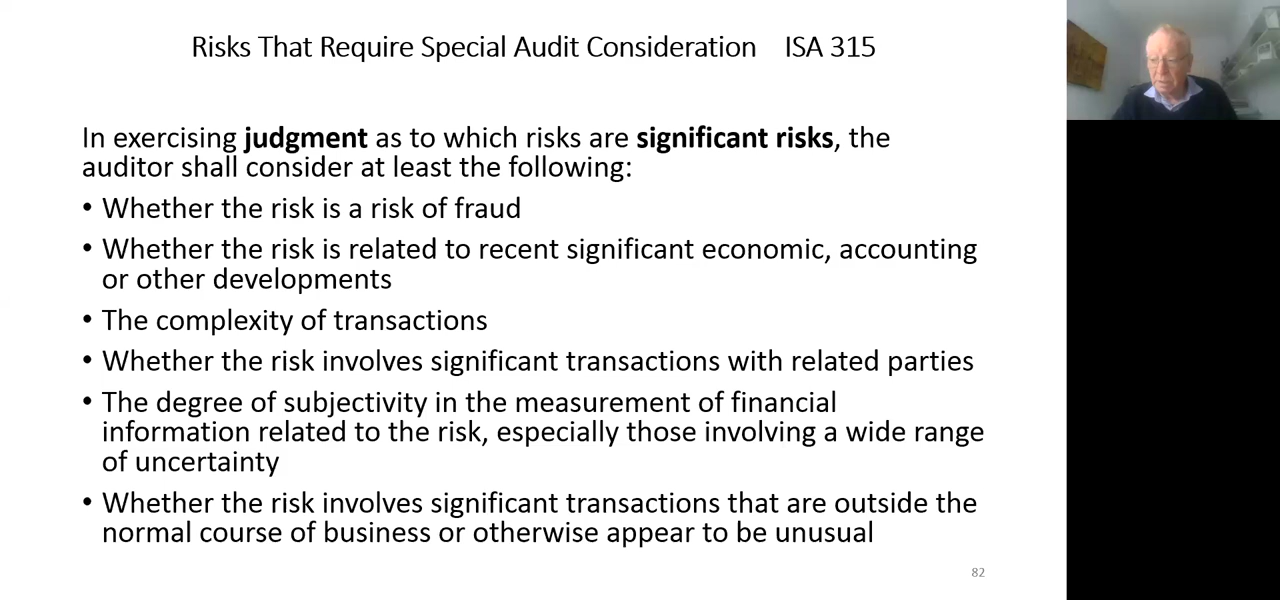 Risks That Require Special Audit Consideration    ISA 315
In exercising judgment as to which risks are significant risks, the
auditor shall consider at least the following:
• Whether the risk is a risk of fraud
• Whether the risk is related to recent significant economic, accounting
or other developments
• The complexity of transactions
• Whether the risk involves significant transactions with related parties
• The degree of subjectivity in the measurement of financial
information related to the risk, especially those involving a wide range
of uncertainty
• Whether the risk involves significant transactions that are outside the
normal course of business or otherwise appear to be unusual
82